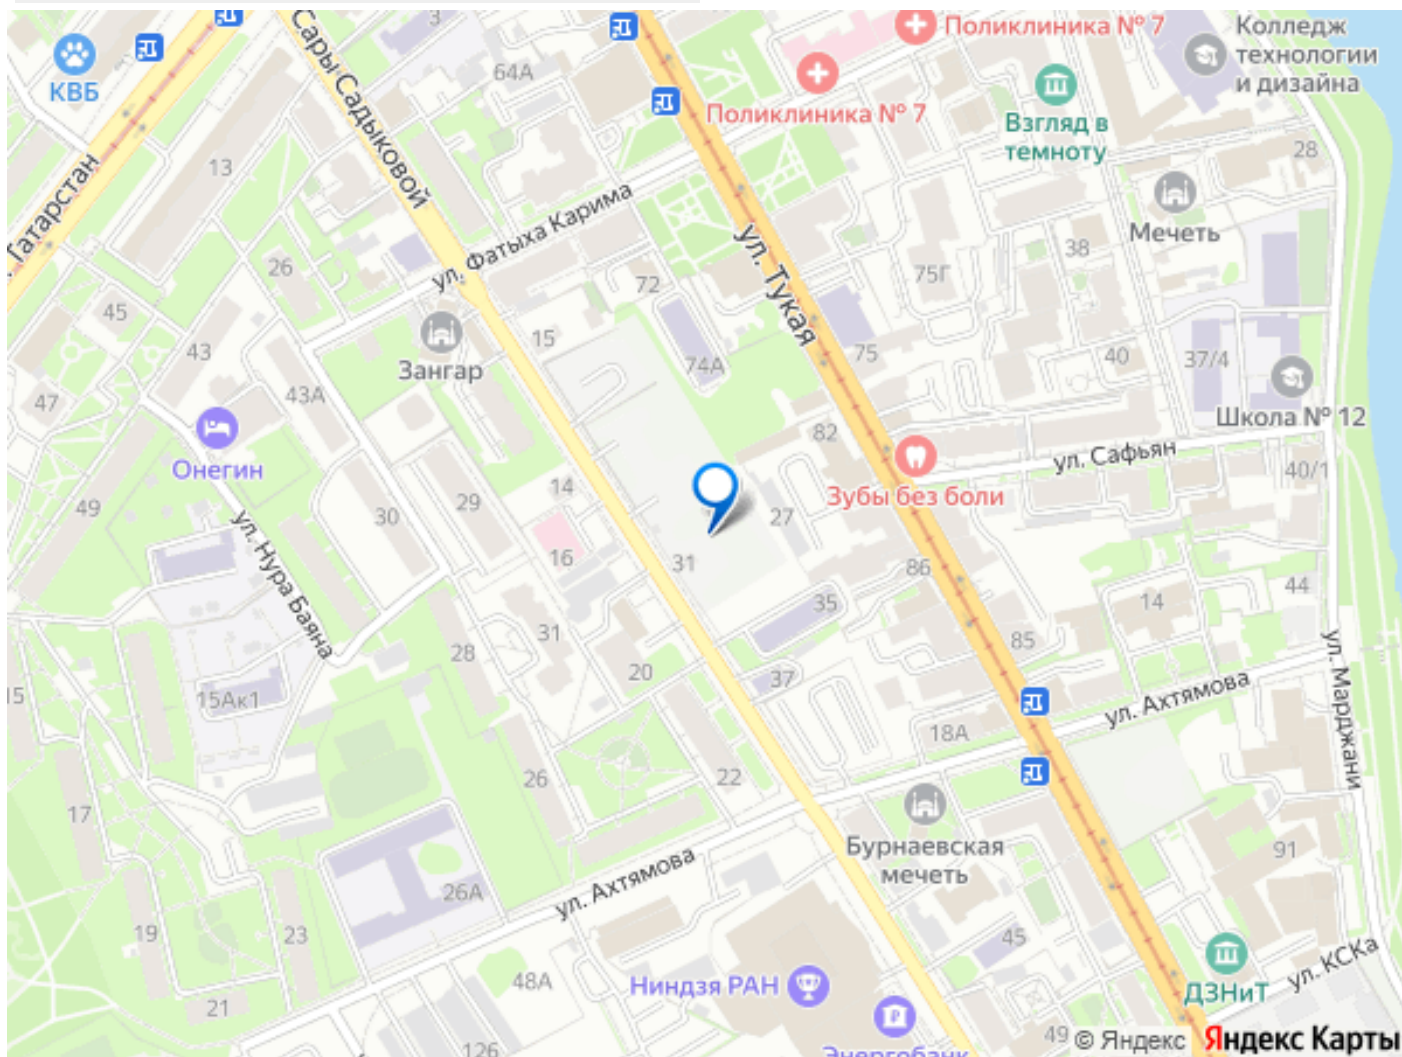 КВБ
3
64А
Поликлиника № 7
Поликлиника № 7
Колледж
технологии
и дизайна
Взгляд в
темноту
28
Сары Садыковой
13
Татарстан
ул. Фатыха Карима
ул. Тукая
Мечеть
38
26
72
75Г
45
15
43
Зангар
74А
75
40
37/4
43А
47
Школа № 12
Онегин
82
ул. Сафьян
40/1
Зубы без боли
49
14
29
30
27
ул. Нура Баяна
16
31
86
44
35
14
31
85
28
20
37
15
15Ак1
ул. Ахтямова
ул. Марджани
18А
22
26
17
Бурнаевская
мечеть
91
ул. Ахтямова
26А
19
23
45
48А
Ниндзя РАН
ДЗНиТ
ул. КСКа
21
126
Энергобанк
49
© Яндекс
Яндекс Карты